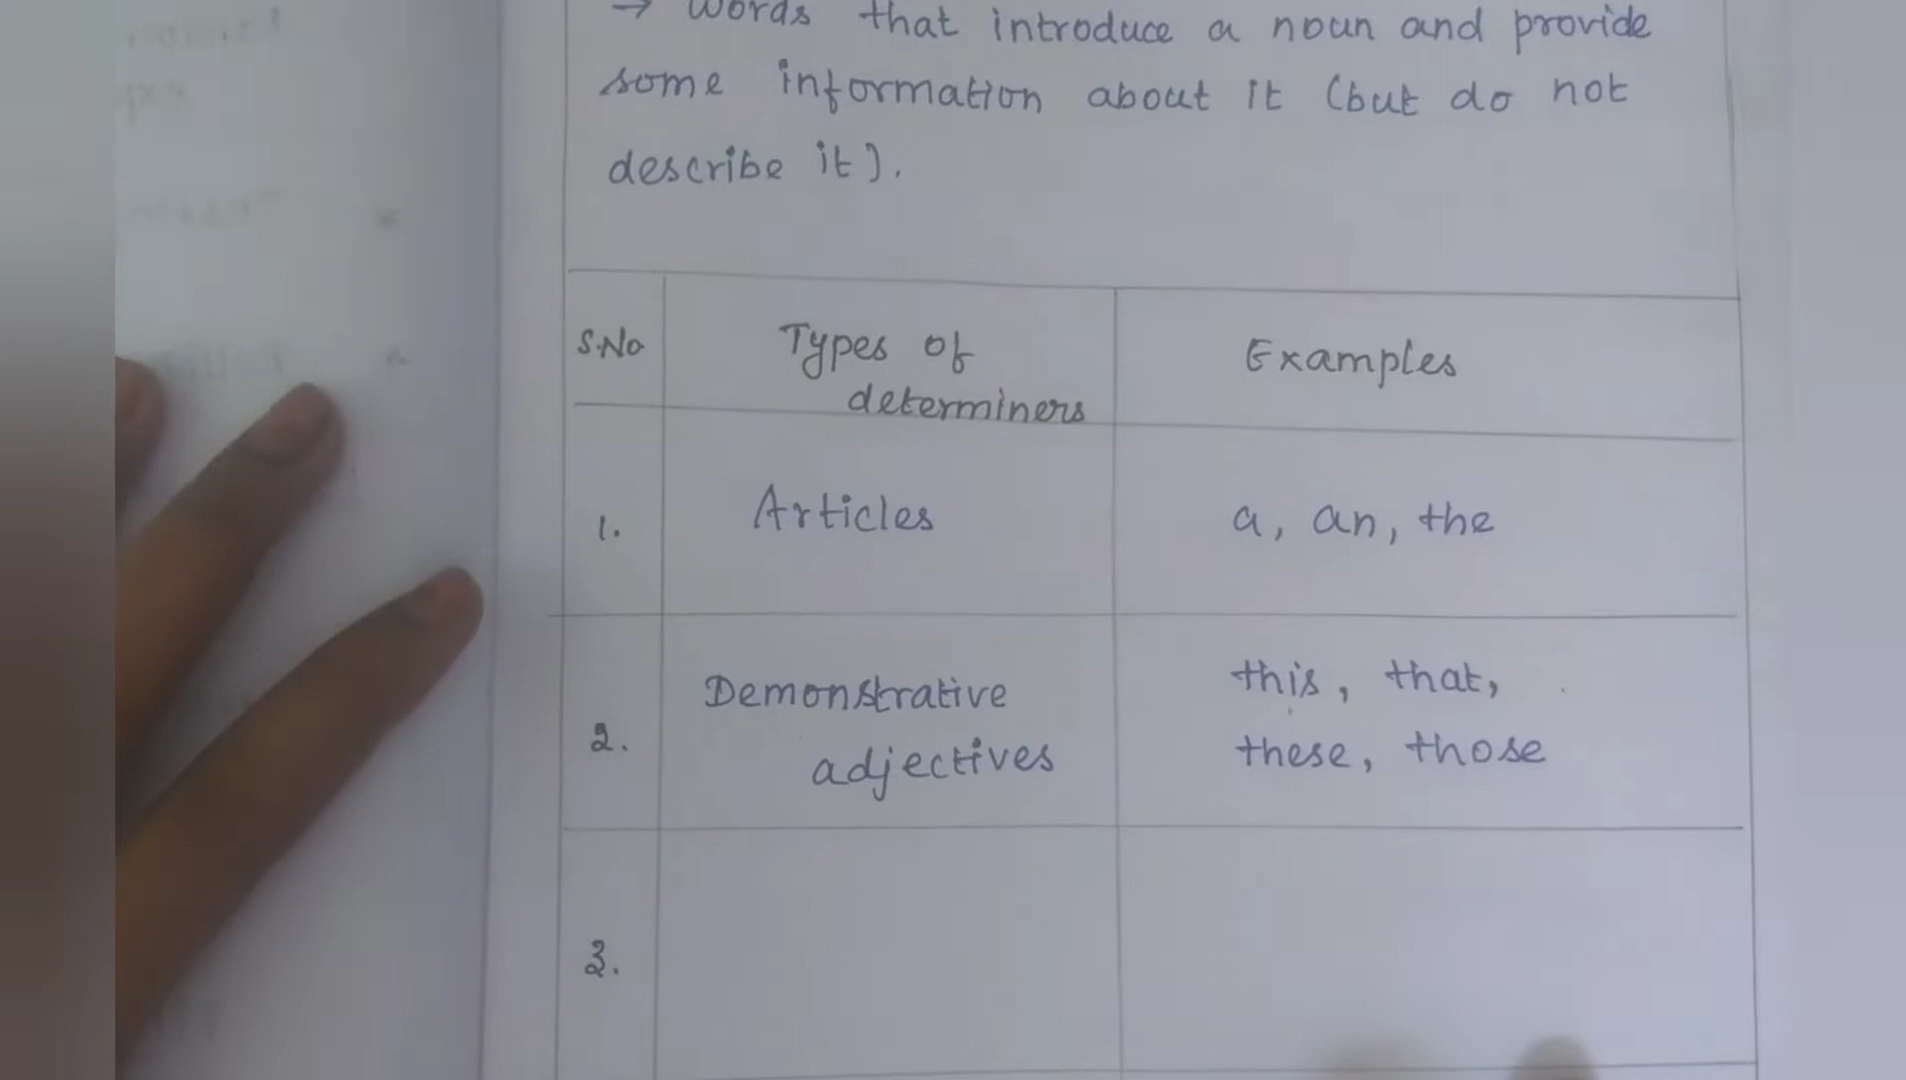 → Words that introduce a noun and provide
some information about it (but do not
describe it).
S.No
Types of
determiners
Examples
1.
Articles
a, an, the
2.
Demonstrative
adjectives
this, that,
these, those
3.